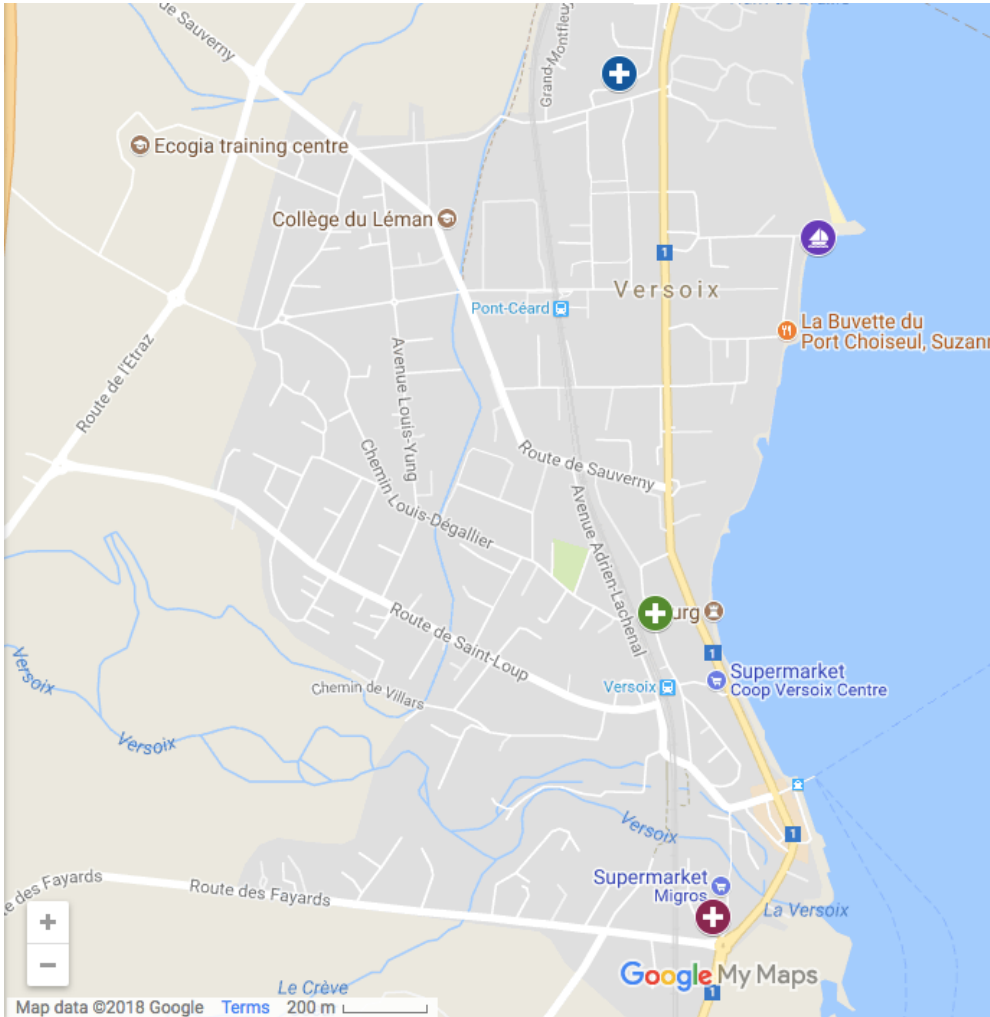 de Sauverny
Grand-Montfleury
Ecogia training centre
Collège du Léman
1
Versoix
Pont-Céard
La Buvette du
Port Choiseul, Suzann
Route de l'Etraz
Avenue Louis-Yung
Chemin Louis-Dégallier
Route de Sauverny
Avenue Adrien-Lachenal
urg
Route de Saint-Loup
1
Supermarket
Coop Versoix Centre
Versoix
Chemin de Villars
Versoix
Versoix
Versoix
1
Supermarket
Migros
e des Fayards
Route des Fayards
La Versoix
+
−
Google My Maps
Le Crève
1
Map data ©2018 Google Terms 200 m